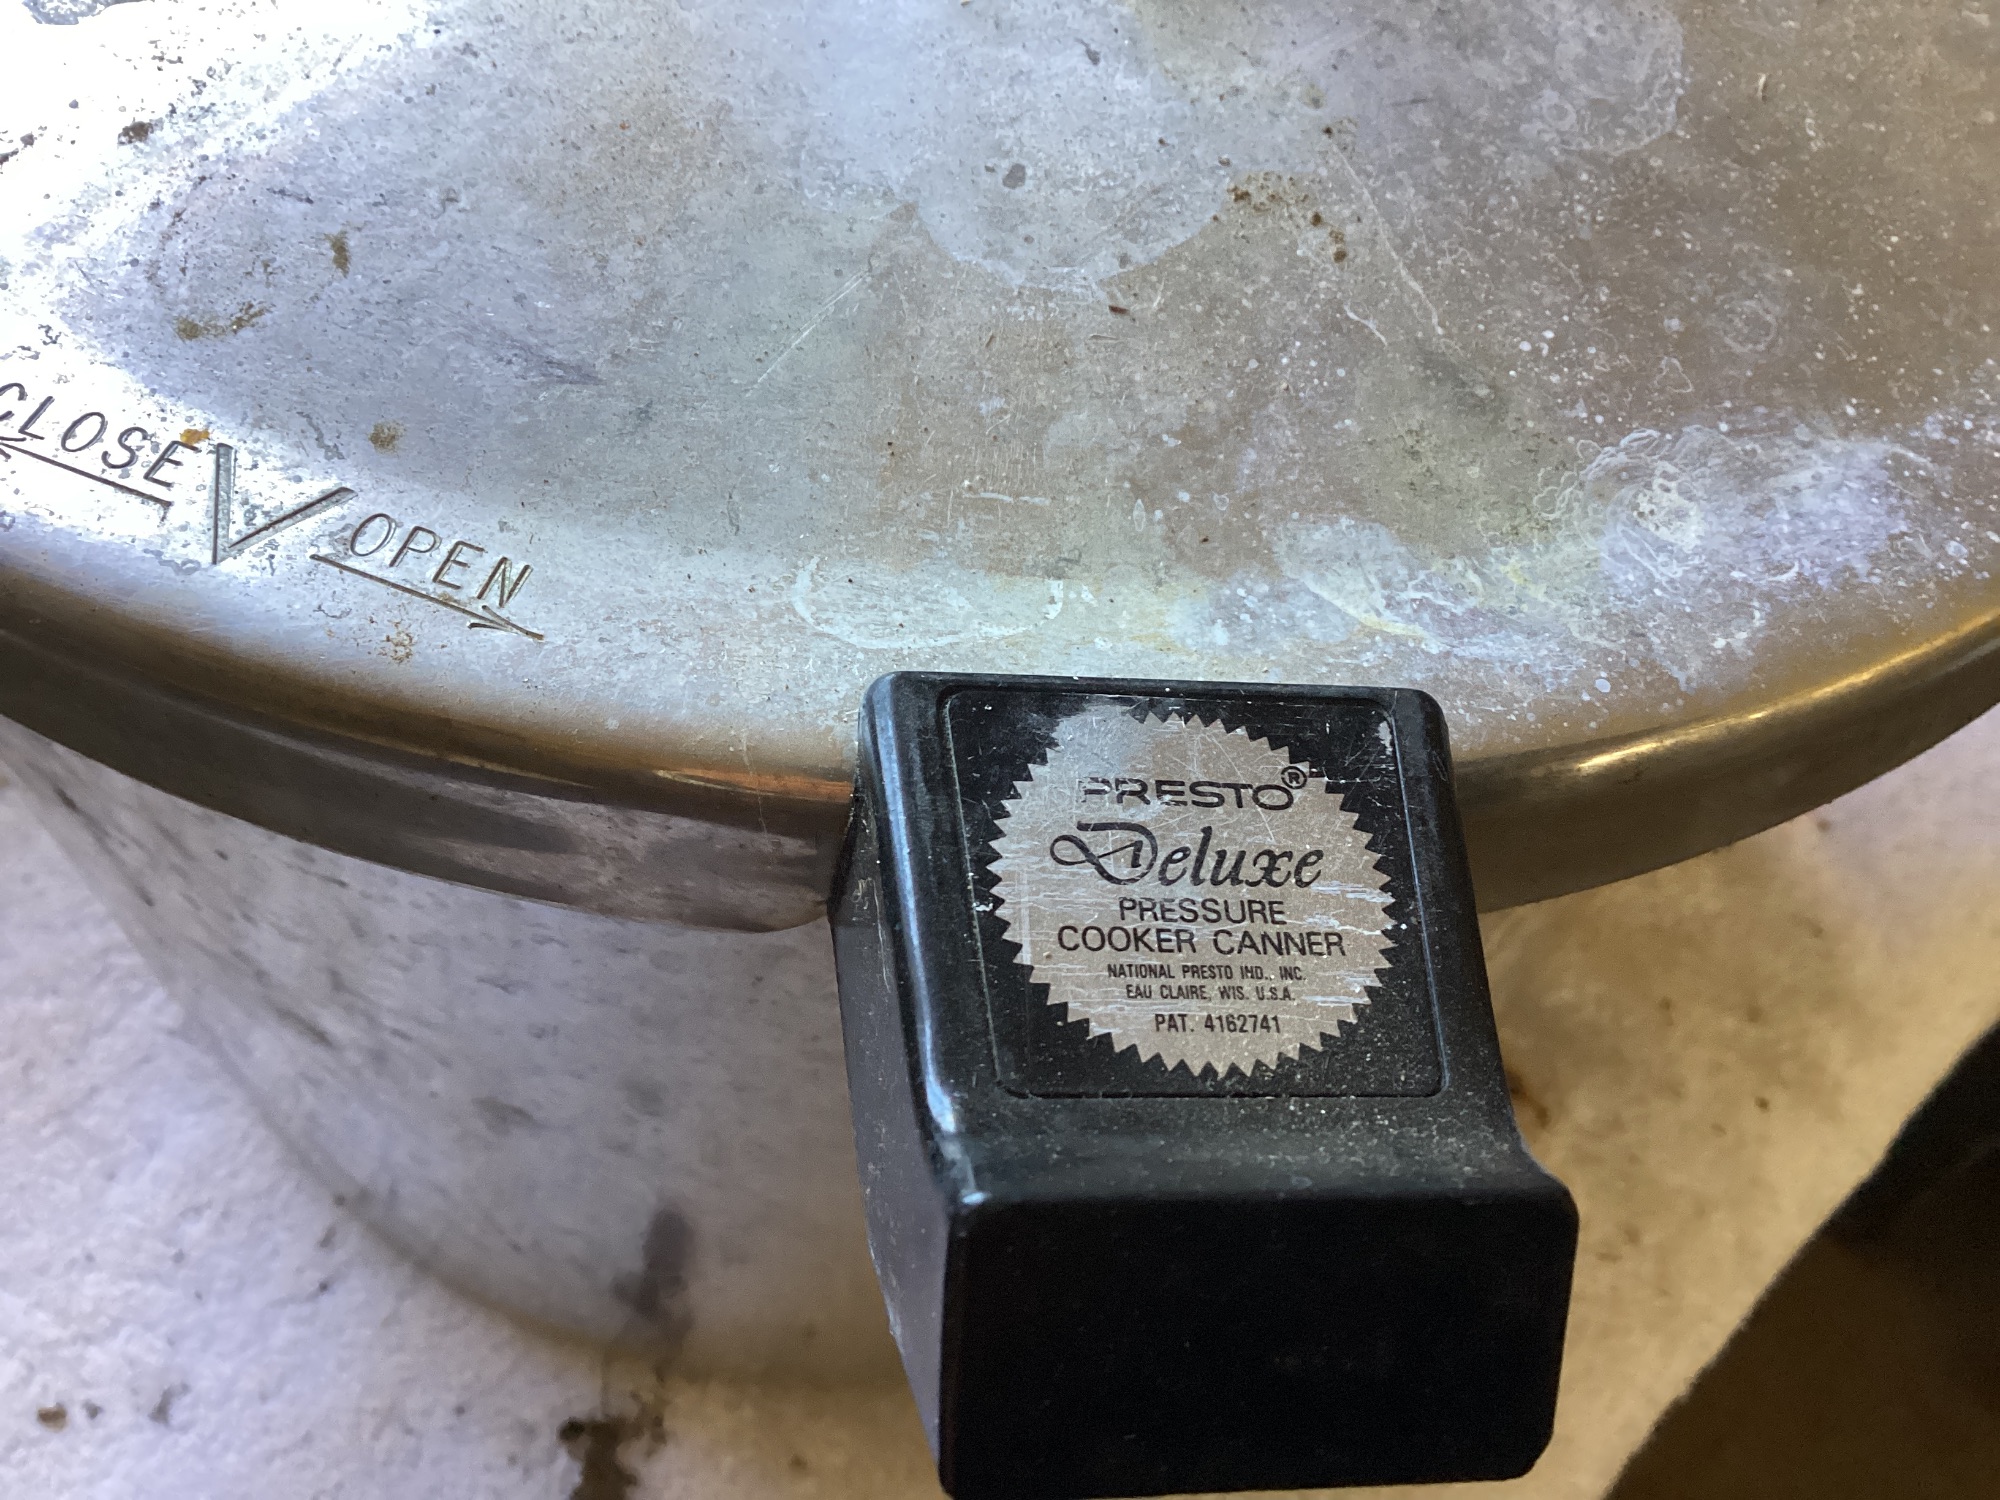 CLOSE
OPEN
PRESTO®
Deluxe
PRESSURE
COOKER CANNER
NATIONAL PRESTO IND., INC.
EAU CLAIRE, WIS. U.S.A.
PAT. 4162741